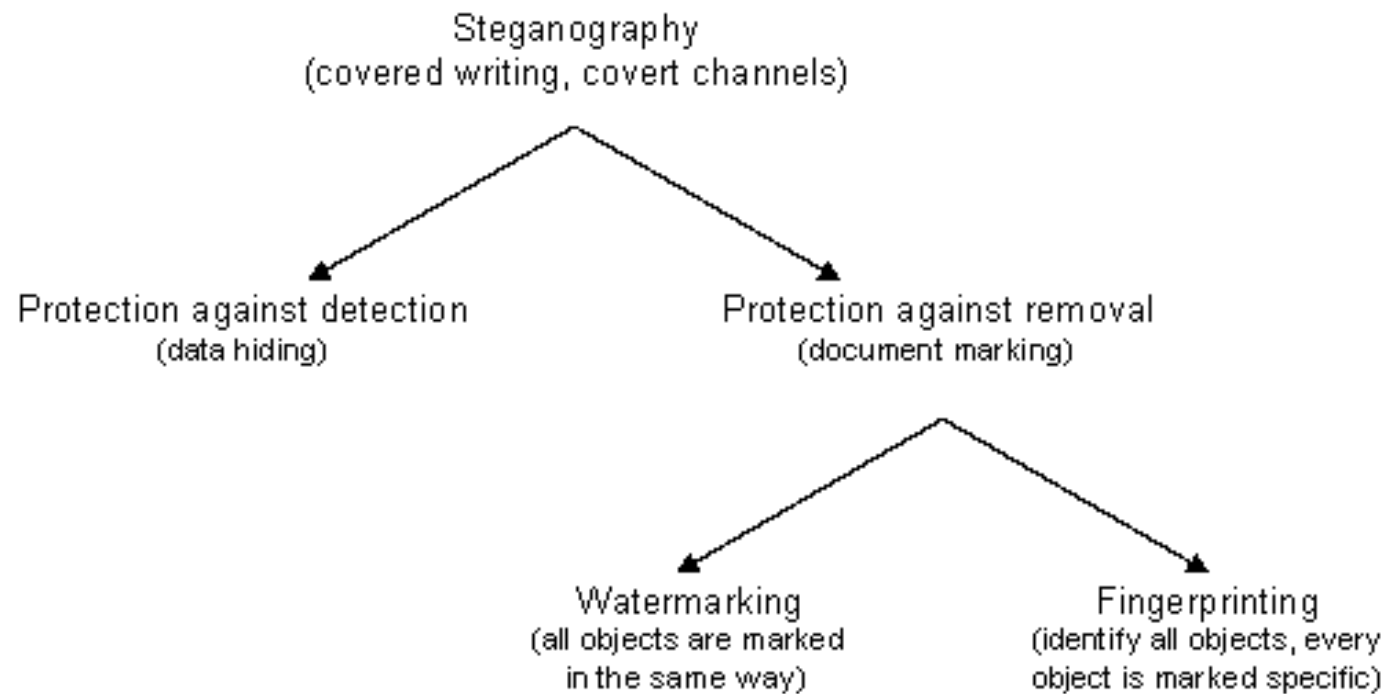 Steganography
(covered writing, covert channels)
Protection against detection
(data hiding)
Protection against removal
(document marking)
Watermarking
(all objects are marked
in the same way)
Fingerprinting
(identify all objects, every
object is marked specific)